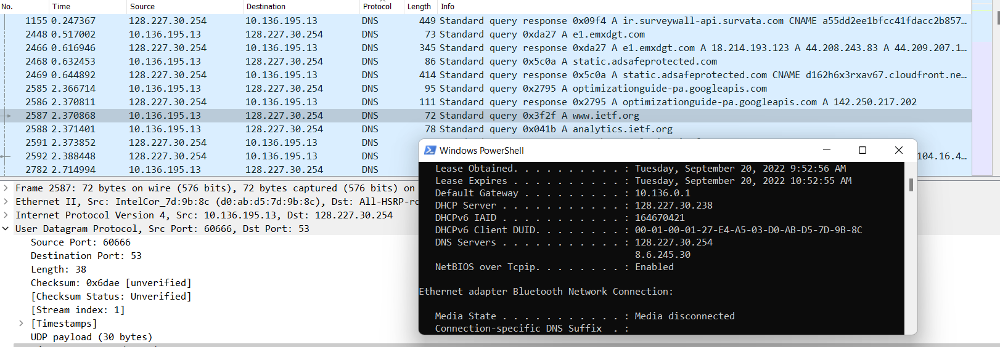 No. Time Source Destination Protocol Length Info
1155 0.247367 128.227.30.254 10.136.195.13 DNS 449 Standard query response 0x09f4 A ir.surveywall-api.survata.com CNAME a55dd2ee1bfcc41fdacc2b857…
2448 0.517002 10.136.195.13 128.227.30.254 DNS 73 Standard query 0xda27 A e1.emxdgt.com
2466 0.616946 128.227.30.254 10.136.195.13 DNS 345 Standard query response 0xda27 A e1.emxdgt.com A 18.214.193.123 A 44.208.243.83 A 44.209.207.1…
2468 0.632453 10.136.195.13 128.227.30.254 DNS 86 Standard query 0x5c0a A static.adsafeprotected.com
2469 0.644892 128.227.30.254 10.136.195.13 DNS 414 Standard query response 0x5c0a A static.adsafeprotected.com CNAME d162h6x3rxav67.cloudfront.ne…
2585 2.366714 10.136.195.13 128.227.30.254 DNS 95 Standard query 0x2795 A optimizationguide-pa.googleapis.com
2586 2.370811 128.227.30.254 10.136.195.13 DNS 111 Standard query response 0x2795 A optimizationguide-pa.googleapis.com A 142.250.217.202
2587 2.370868 10.136.195.13 128.227.30.254 DNS 72 Standard query 0x3f2f A www.ietf.org
2588 2.371401 10.136.195.13 128.227.30.254 DNS 78 Standard query 0x041b A analytics.ietf.org
2591 2.373852 128.227.30.254 10.136.195.13 DNS
2592 2.388448 128.227.30.254 10.136.195.13 DNS 104.16.4…
2782 2.714994 10.136.195.13 128.227.30.254 DNS
Frame 2587: 72 bytes on wire (576 bits), 72 bytes captured (576 bits) on
Ethernet II, Src: IntelCor_7d:9b:8c (d0:ab:d5:7d:9b:8c), Dst: All-HSRP-ro
Internet Protocol Version 4, Src: 10.136.195.13, Dst: 128.227.30.254
User Datagram Protocol, Src Port: 60666, Dst Port: 53
Source Port: 60666
Destination Port: 53
Length: 38
Checksum: 0x6dae [unverified]
[Checksum Status: Unverified]
[Stream index: 1]
[Timestamps]
UDP payload (30 bytes)
Windows PowerShell
Lease Obtained. . . . . . . . . . : Tuesday, September 20, 2022 9:52:56 AM
Lease Expires . . . . . . . . . . : Tuesday, September 20, 2022 10:52:55 AM
Default Gateway . . . . . . . . . : 10.136.0.1
DHCP Server . . . . . . . . . . . : 128.227.30.238
DHCPv6 IAID . . . . . . . . . . . : 164670421
DHCPv6 Client DUID. . . . . . . . : 00-01-00-01-27-E4-A5-03-D0-AB-D5-7D-9B-8C
DNS Servers . . . . . . . . . . . : 128.227.30.254
8.6.245.30
NetBIOS over Tcpip. . . . . . . . : Enabled
Ethernet adapter Bluetooth Network Connection:
Media State . . . . . . . . . . . : Media disconnected
Connection-specific DNS Suffix . :